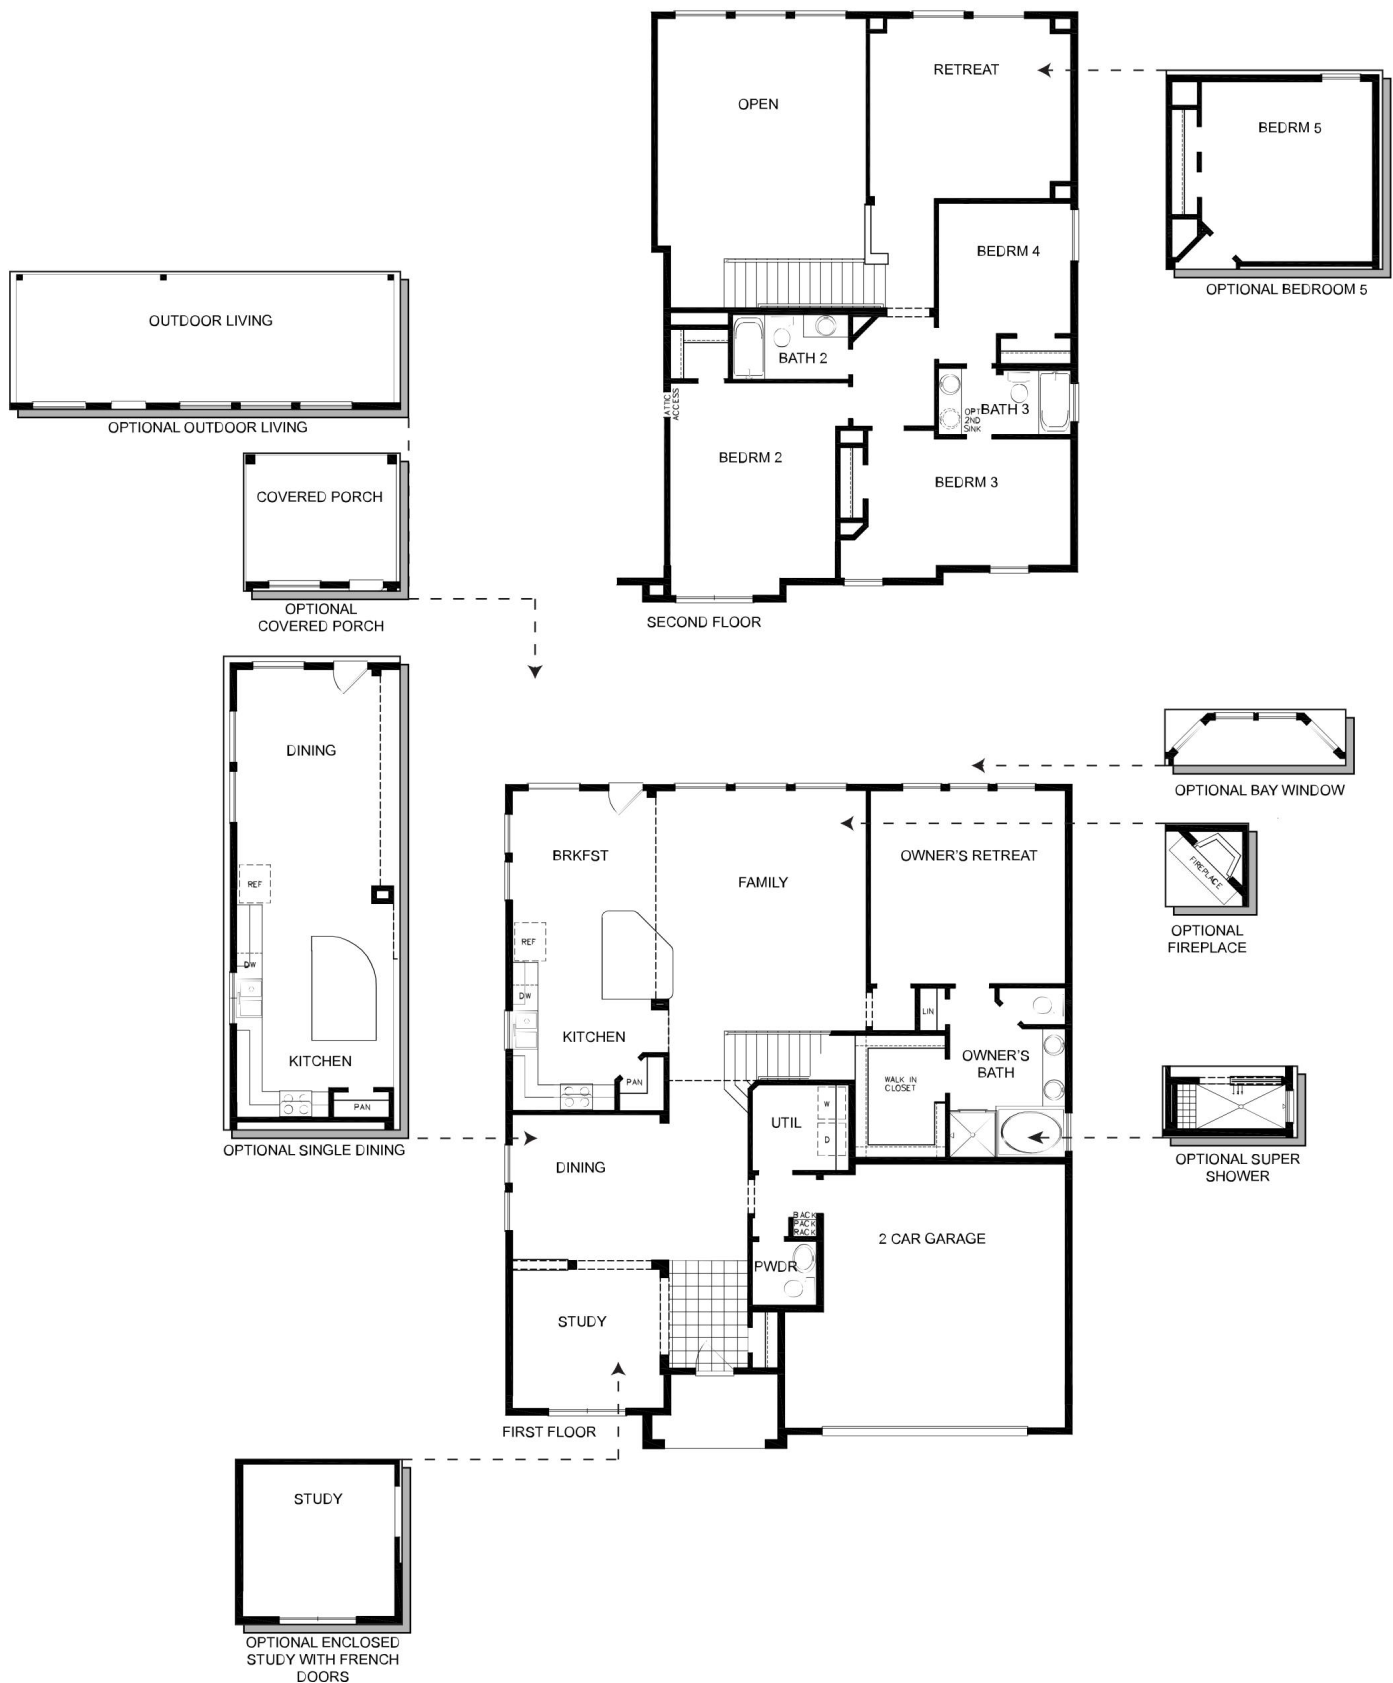 RETREAT
OPEN
BEDRM 5
BEDRM 4
OPTIONAL BEDROOM 5
OUTDOOR LIVING
OPTIONAL OUTDOOR LIVING
BATH 2
ATTIC
ACCESS
BATH 3
OPT
2ND
SINK
BEDRM 2
BEDRM 3
COVERED PORCH
OPTIONAL
COVERED PORCH
SECOND FLOOR
DINING
REF
DW
KITCHEN
PAN
OPTIONAL SINGLE DINING
OPTIONAL BAY WINDOW
BRKFST
FAMILY
OWNER'S RETREAT
FIREPLACE
OPTIONAL
FIREPLACE
REF
DW
KITCHEN
PAN
LIN
OWNER'S
BATH
WALK IN
CLOSET
W
UTIL
D
OPTIONAL SUPER
SHOWER
DINING
BACK
PACK
RACK
2 CAR GARAGE
PWDR
STUDY
FIRST FLOOR
STUDY
OPTIONAL ENCLOSED
STUDY WITH FRENCH
DOORS